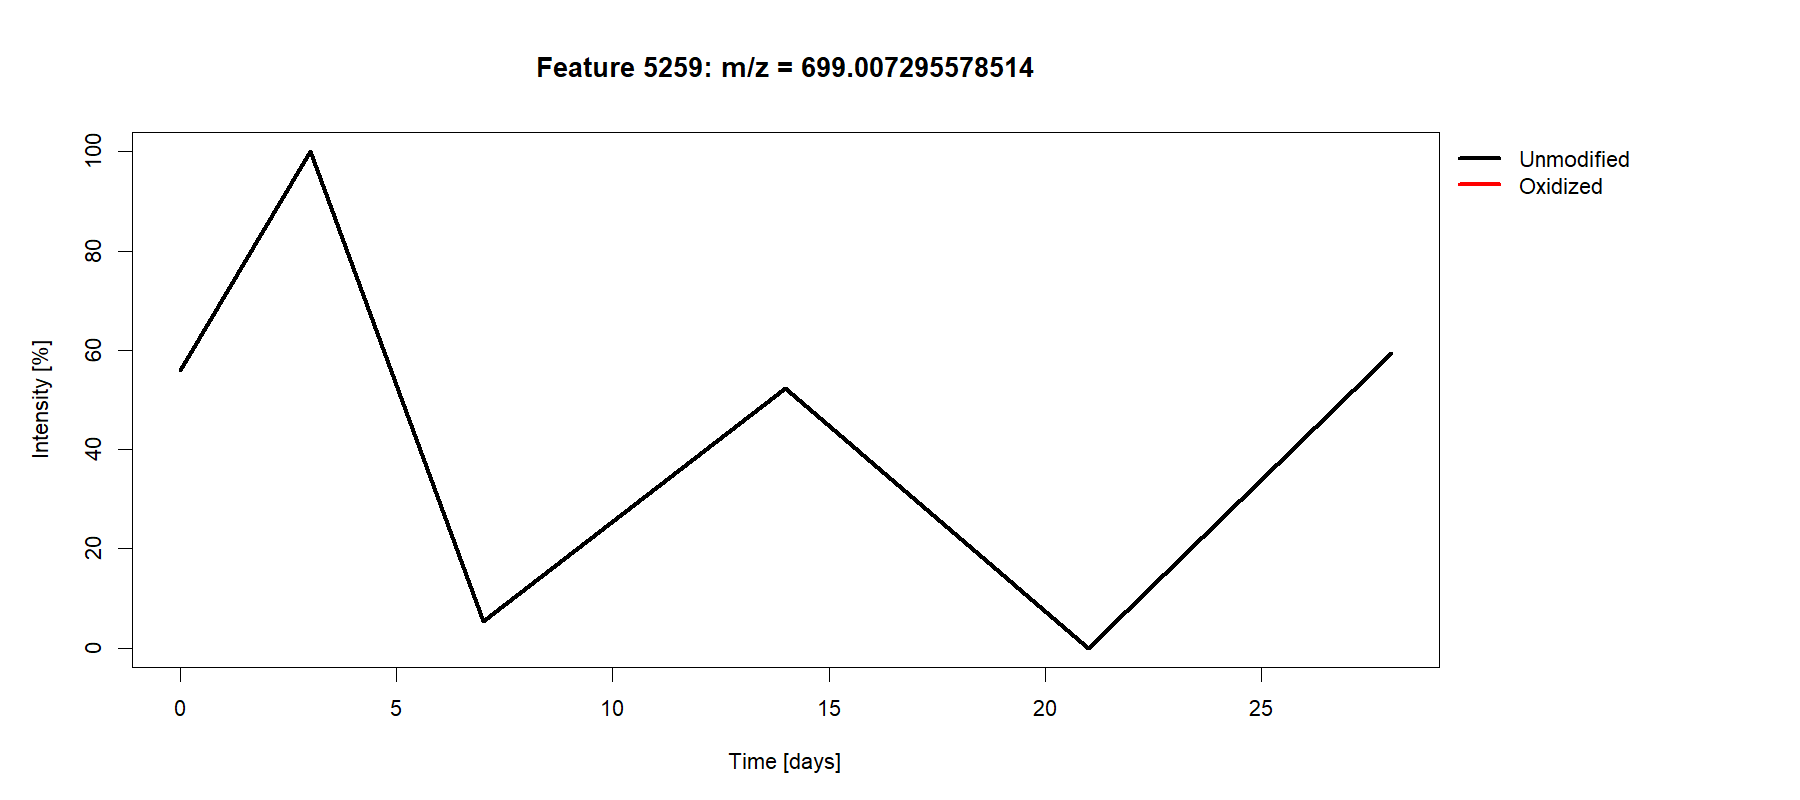 Feature 5259: m/z = 699.007295578514
100
80
60
40
20
0
Intensity [%]
0 5 10 15 20 25
Time [days]
Unmodified
Oxidized